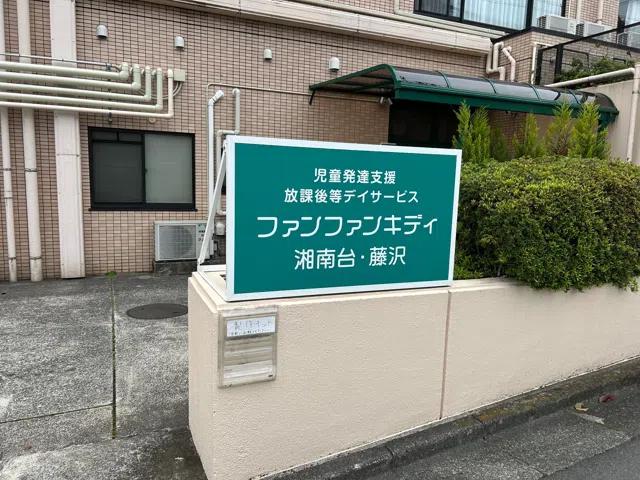 児童発達支援
放課後等デイサービス
ファンファンキディ
湘南台・藤沢